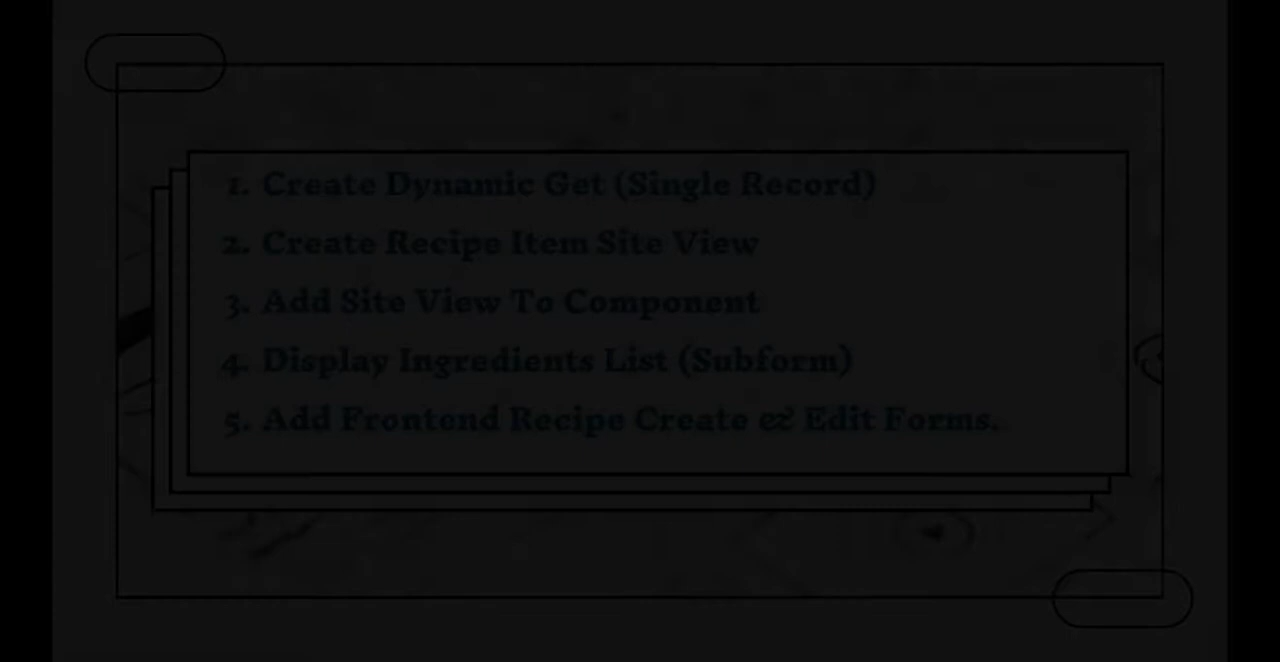 1. Create Dynamic Get (Single Record)
2. Create Recipe Item Site View
3. Add Site View To Component
4. Display Ingredients List (Subform)
5. Add Frontend Recipe Create & Edit Forms.